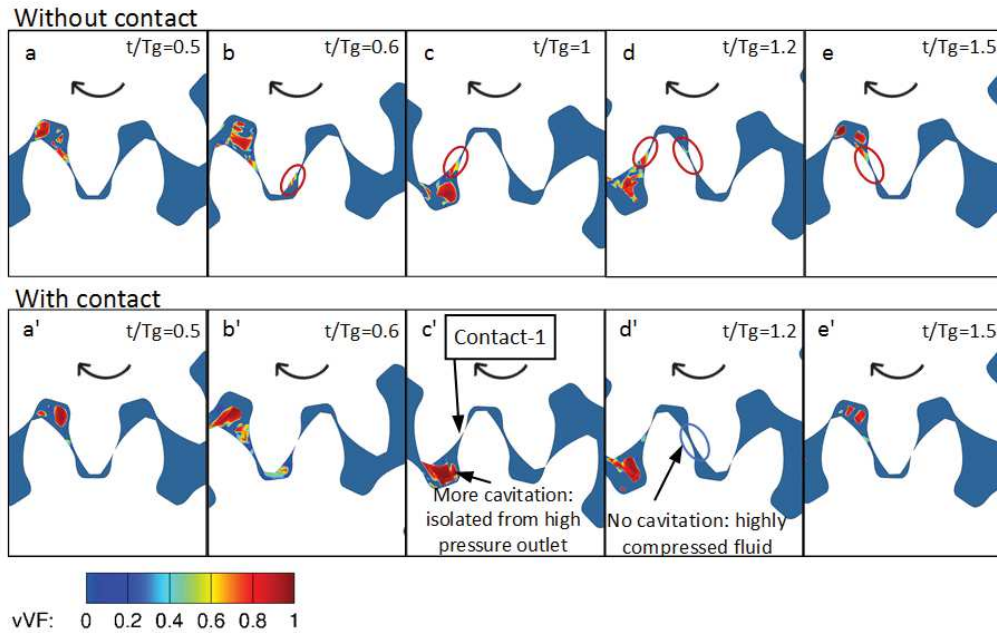 Without contact
a t/Tg=0.5
b t/Tg=0.6
c t/Tg=1
d t/Tg=1.2
e t/Tg=1.5
With contact
a' t/Tg=0.5
b' t/Tg=0.6
c'
Contact-1
More cavitation:
isolated from high
pressure outlet
d' t/Tg=1.2
No cavitation: highly
compressed fluid
e' t/Tg=1.5
vVF: 0 0.2 0.4 0.6 0.8 1